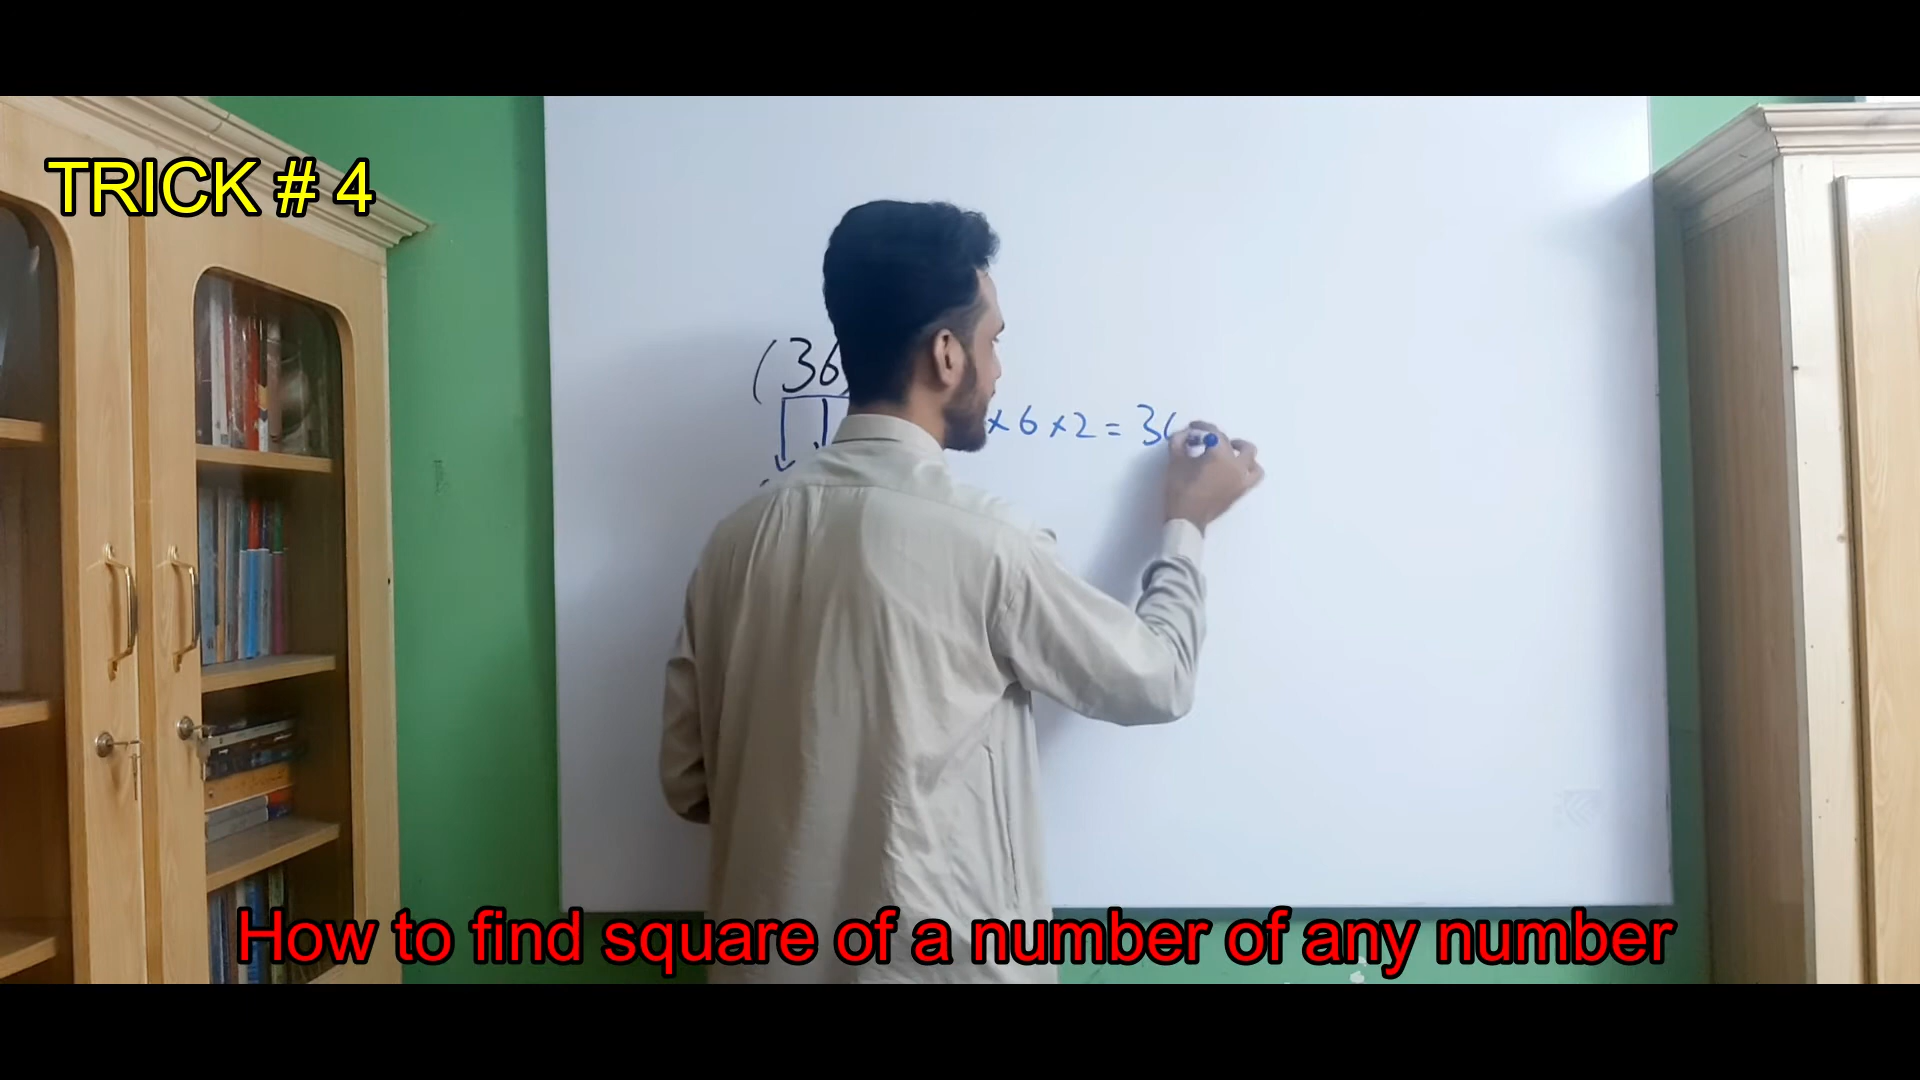 TRICK # 4
(36
× 6 × 2 = 36
How to find square of a number of any number